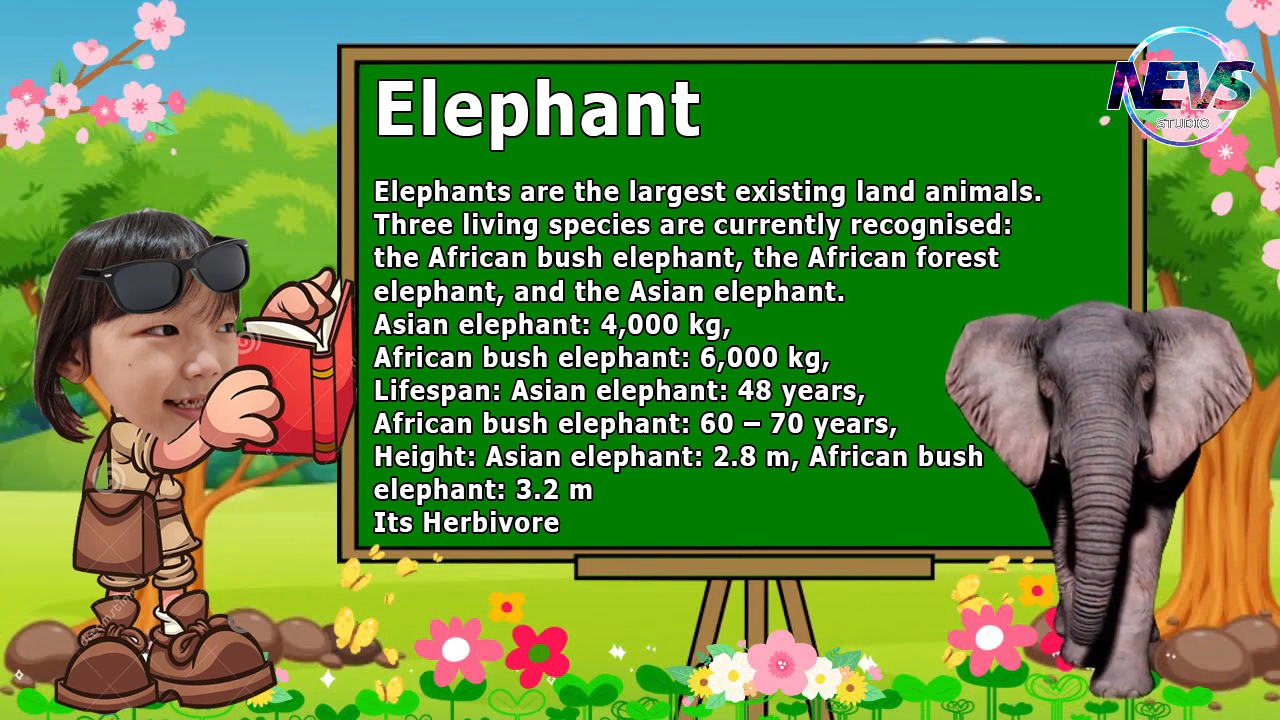 NEVS
STUDIO
Elephant
Elephants are the largest existing land animals.
Three living species are currently recognised:
the African bush elephant, the African forest
elephant, and the Asian elephant.
Asian elephant: 4,000 kg,
African bush elephant: 6,000 kg,
Lifespan: Asian elephant: 48 years,
African bush elephant: 60 – 70 years,
Height: Asian elephant: 2.8 m, African bush
elephant: 3.2 m
Its Herbivore